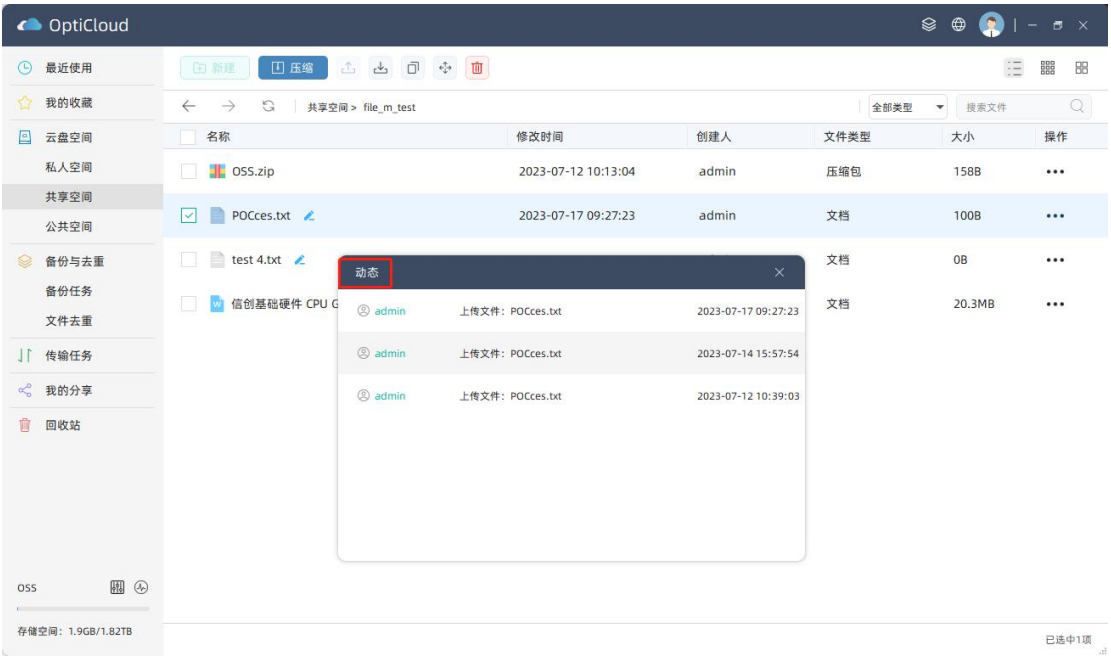 OptiCloud
最近使用
我的收藏
云盘空间
私人空间
共享空间
公共空间
备份与去重
备份任务
文件去重
传输任务
我的分享
回收站
OSS
存储空间：1.9GB/1.82TB
新建 压缩
共享空间 > file_m_test 全部类型 搜索文件
名称 修改时间 创建人 文件类型 大小 操作
OSS.zip 2023-07-12 10:13:04 admin 压缩包 158B
POCces.txt 2023-07-17 09:27:23 admin 文档 100B
test 4.txt 文档 0B
信创基础硬件 CPU G 文档 20.3MB
动态
admin 上传文件：POCces.txt 2023-07-17 09:27:23
admin 上传文件：POCces.txt 2023-07-14 15:57:54
admin 上传文件：POCces.txt 2023-07-12 10:39:03
已选中1项